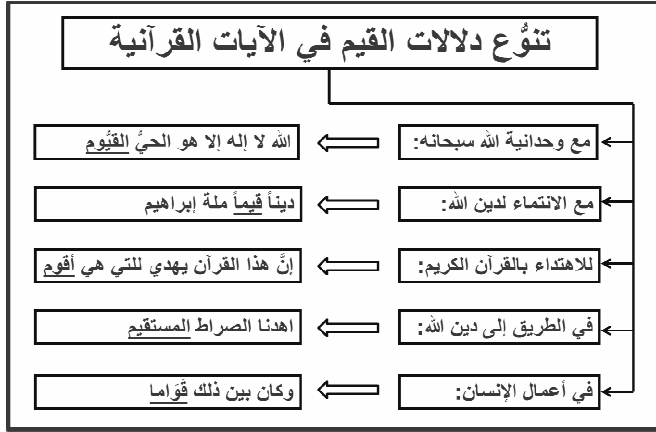 تنوُّع دلالات القيم في الآيات القرآنية
مع وحدانية الله سبحانه:
الله لا إله إلا هو الحيُّ القيُّوم
مع الانتماء لدين الله:
ديناً قيماً ملة إبراهيم
للاهتداء بالقرآن الكريم:
إنَّ هذا القرآن يهدي للتي هي أقوم
في الطريق إلى دين الله:
اهدنا الصراط المستقيم
في أعمال الإنسان:
وكان بين ذلك قَوَاما